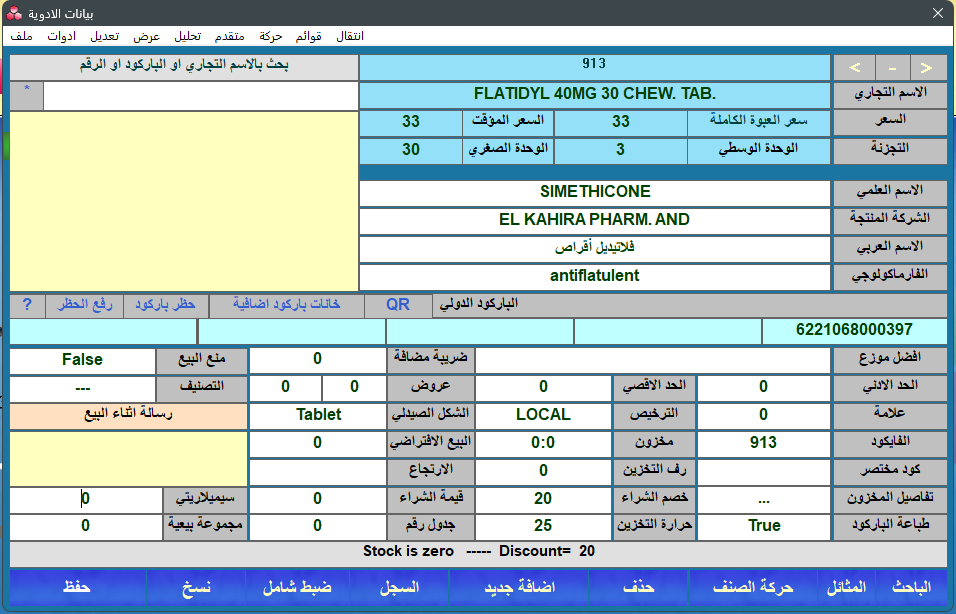 بيانات الادوية
ملف ادوات تعديل عرض تحليل متقدم حركة قوائم انتقال
< - > 913 بحث بالاسم التجاري او الباركود او الرقم
الاسم التجاري FLATIDYL 40MG 30 CHEW. TAB. *
السعر سعر العبوة الكاملة 33 السعر المؤقت 33
التجزئة الوحدة الوسطي 3 الوحدة الصغري 30
الاسم العلمي SIMETHICONE
الشركة المنتجة EL KAHIRA PHARM. AND
الاسم العربي فلاتيديل أقراص
الفارماكولوجي antiflatulent
الباركود الدولي QR خانات باركود اضافية حظر باركود رفع الحظر ?
6221068000397
افضل موزع ضريبة مضافة 0 منع البيع False
الحد الادني 0 الحد الاقصي 0 عروض 0 0 التصنيف ---
علامة 0 الترخيص LOCAL الشكل الصيدلي Tablet رسالة اثناء البيع
الفايكود 913 مخزون 0:0 البيع الافتراضي 0
كود مختصر رف التخزين 0 الارتجاع
تفاصيل المخزون ... خصم الشراء 20 قيمة الشراء 0 سيميلاريتي 0
طباعة الباركود True حرارة التخزين 25 جدول رقم 0 مجموعة بيعية 0
Stock is zero ----- Discount= 20
الباحث المثائل حركة الصنف حذف اضافة جديد السجل ضبط شامل نسخ حفظ